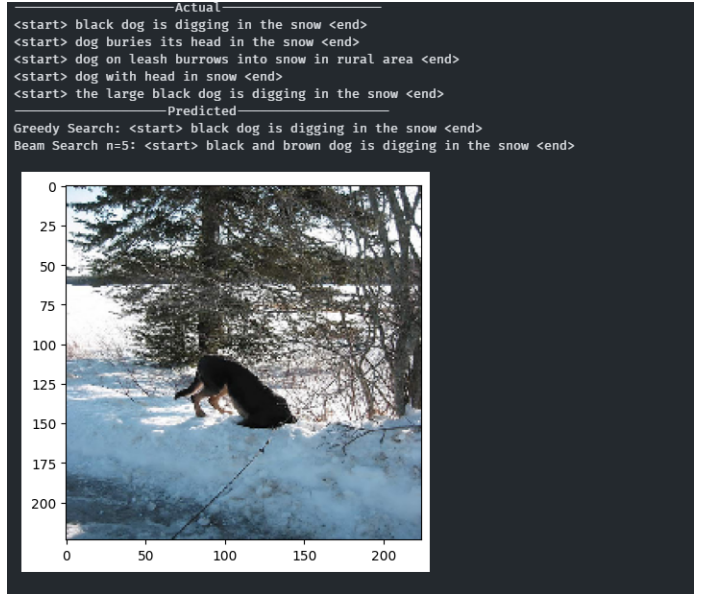 ———————————————————Actual———————————————————
<start> black dog is digging in the snow <end>
<start> dog buries its head in the snow <end>
<start> dog on leash burrows into snow in rural area <end>
<start> dog with head in snow <end>
<start> the large black dog is digging in the snow <end>
——————————————————Predicted——————————————————
Greedy Search: <start> black dog is digging in the snow <end>
Beam Search n=5: <start> black and brown dog is digging in the snow <end>
0
25
50
75
100
125
150
175
200
0 50 100 150 200